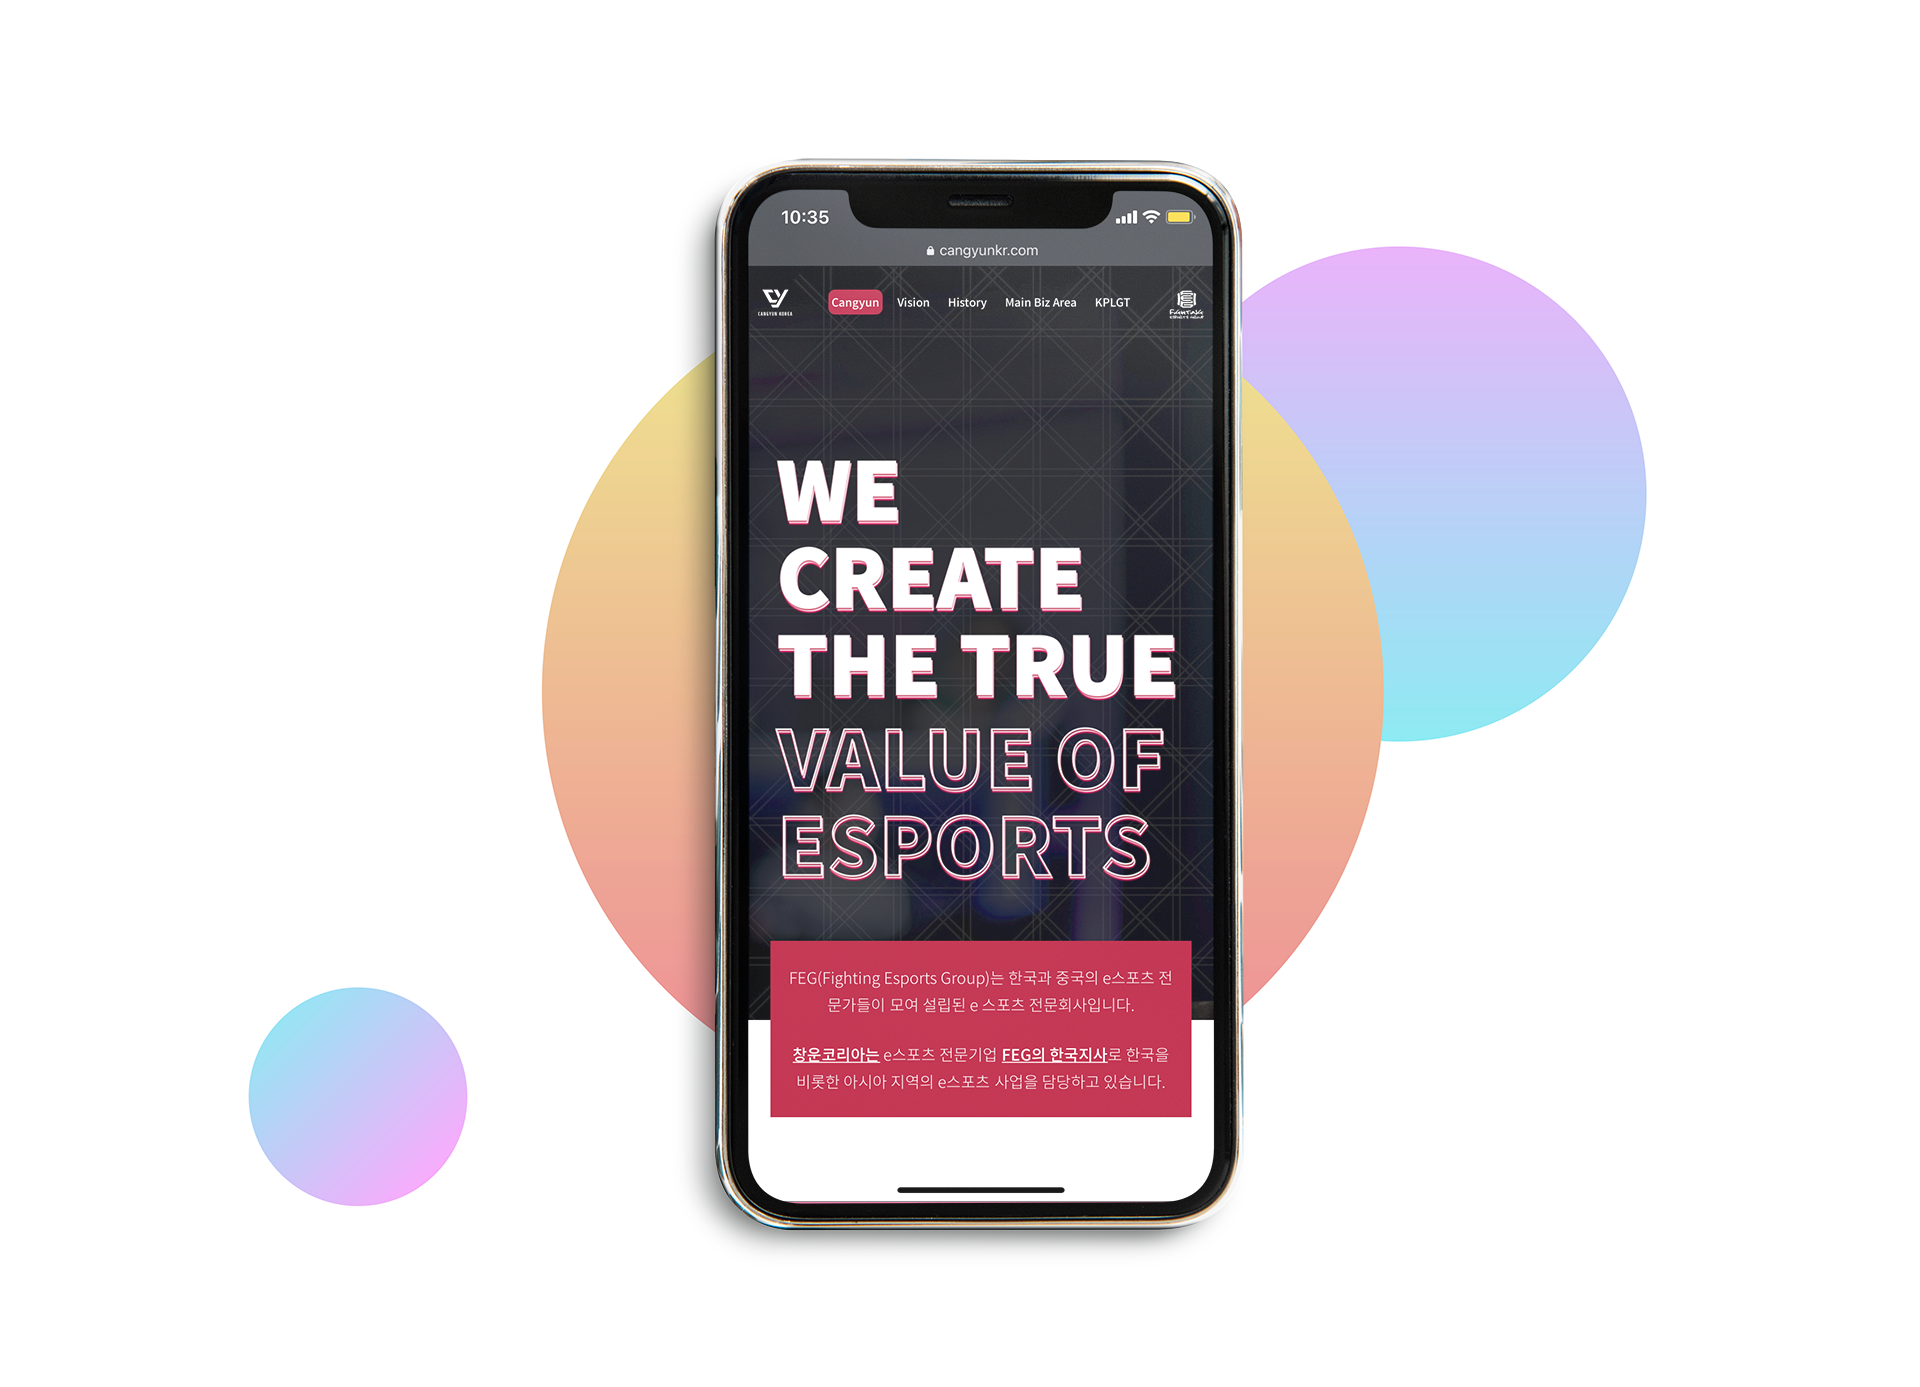 10:35
cangyunkr.com
CANGYUN KOREA
Cangyun Vision History Main Biz Area KPLGT
FIGHTING
ESPORTS GROUP
WE
CREATE
THE TRUE
VALUE OF
ESPORTS
FEG(Fighting Esports Group)는 한국과 중국의 e스포츠 전
문가들이 모여 설립된 e 스포츠 전문회사입니다.
창운코리아는 e스포츠 전문기업 FEG의 한국지사로 한국을
비롯한 아시아 지역의 e스포츠 사업을 담당하고 있습니다.